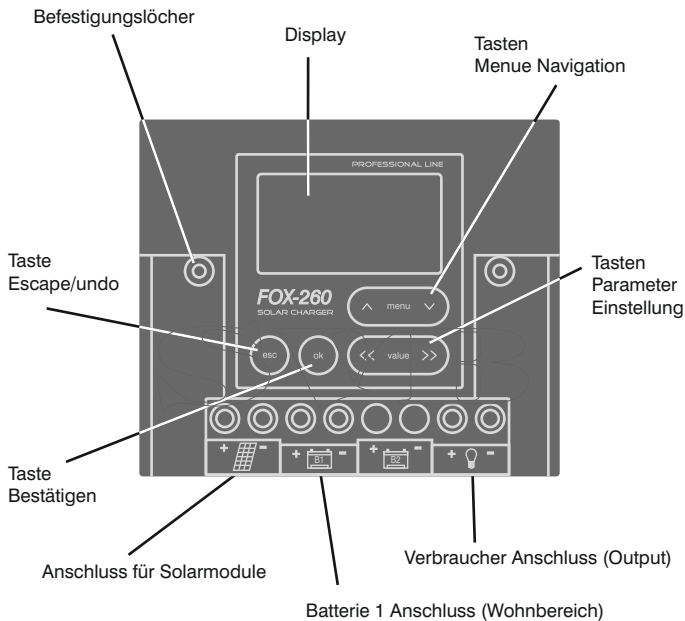 Befestigungslöcher
Display
Tasten
Menue Navigation
PROFESSIONAL LINE
Taste
Escape/undo
Tasten
Parameter
Einstellung
FOX-260
SOLAR CHARGER
menu
esc
ok
<< value >>
+ - + B1 - + B2 - + -
Taste
Bestätigen
Anschluss für Solarmodule
Verbraucher Anschluss (Output)
Batterie 1 Anschluss (Wohnbereich)